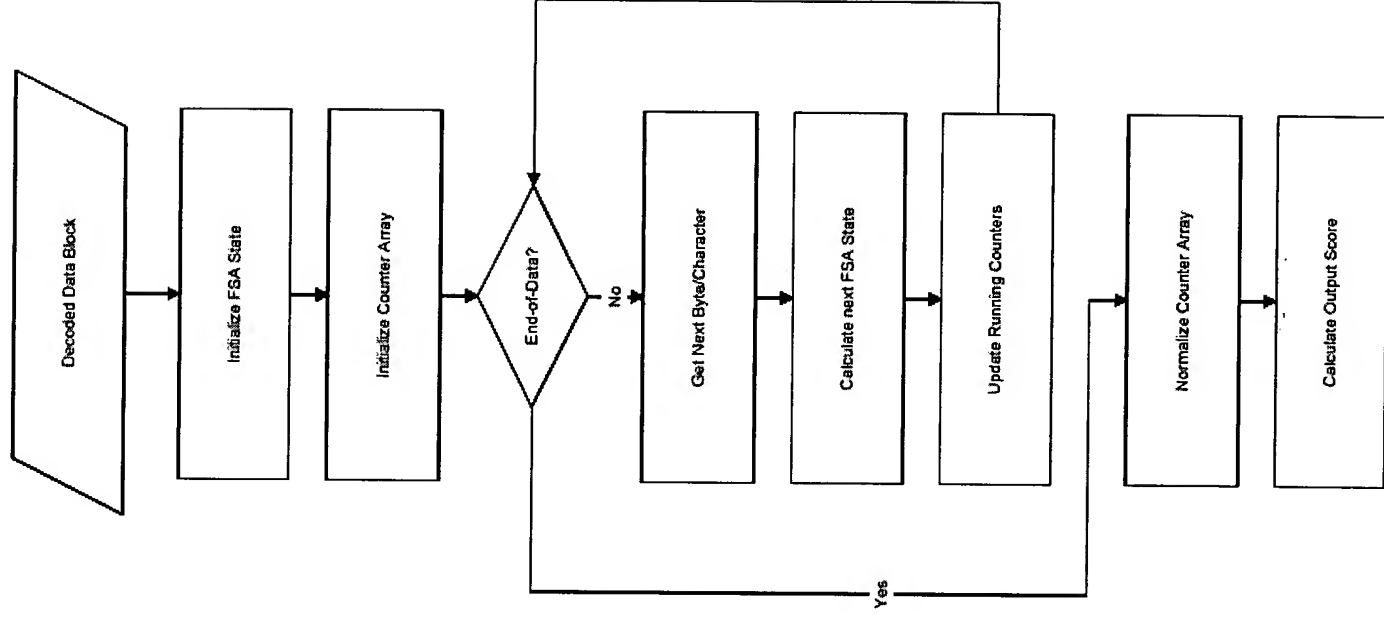 Decoded Data Block
Initialize FSA State
Initialize Counter Array
End-of-Data?
No
Get Next Byte/Character
Calculate next FSA State
Update Running Counters
Yes
Normalize Counter Array
Calculate Output Score